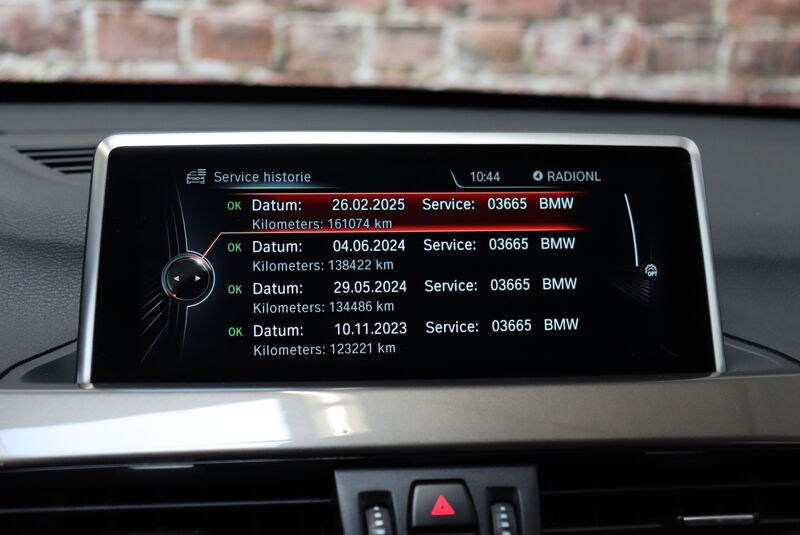 Service historie 10:44 RADIONL
OK Datum: 26.02.2025 Service: 03665 BMW
Kilometers: 161074 km
OK Datum: 04.06.2024 Service: 03665 BMW
Kilometers: 138422 km
OK Datum: 29.05.2024 Service: 03665 BMW
Kilometers: 134486 km
OK Datum: 10.11.2023 Service: 03665 BMW
Kilometers: 123221 km
OPT